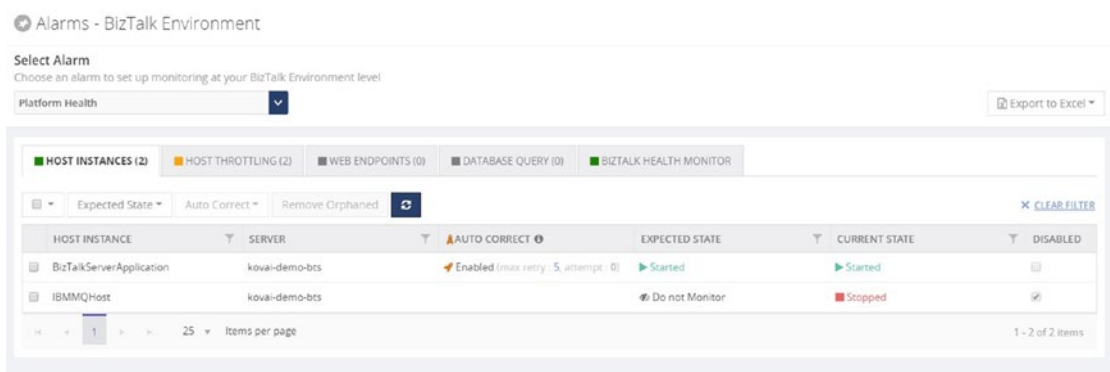 Alarms - BizTalk Environment
Select Alarm
Choose an alarm to set up monitoring at your BizTalk Environment level
Platform Health
Export to Excel
HOST INSTANCES (2) HOST THROTTLING (2) WEB ENDPOINTS (0) DATABASE QUERY (0) BIZTALK HEALTH MONITOR
Expected State Auto Correct Remove Orphaned CLEAR FILTER
HOST INSTANCE SERVER AUTO CORRECT EXPECTED STATE CURRENT STATE DISABLED
BizTalkServerApplication kovai-demo-bts Enabled (max retry : 5, attempt : 0) Started Started
IBMMQHost kovai-demo-bts Do not Monitor Stopped
1 25 Items per page 1 - 2 of 2 items